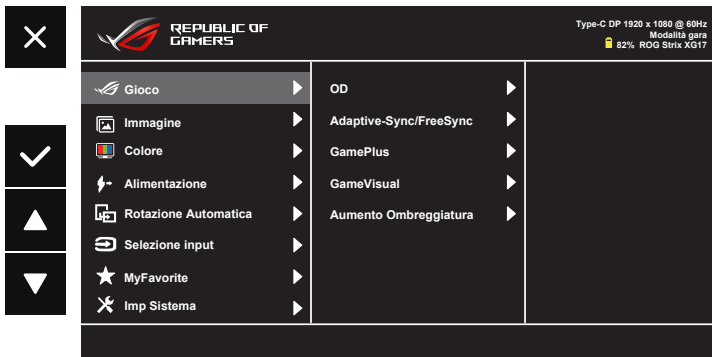 REPUBLIC OF
GAMERS
Type-C DP 1920 x 1080 @ 60Hz
Modalità gara
82% ROG Strix XG17
Gioco
Immagine
Colore
Alimentazione
Rotazione Automatica
Selezione input
MyFavorite
Imp Sistema
OD
Adaptive-Sync/FreeSync
GamePlus
GameVisual
Aumento Ombreggiatura